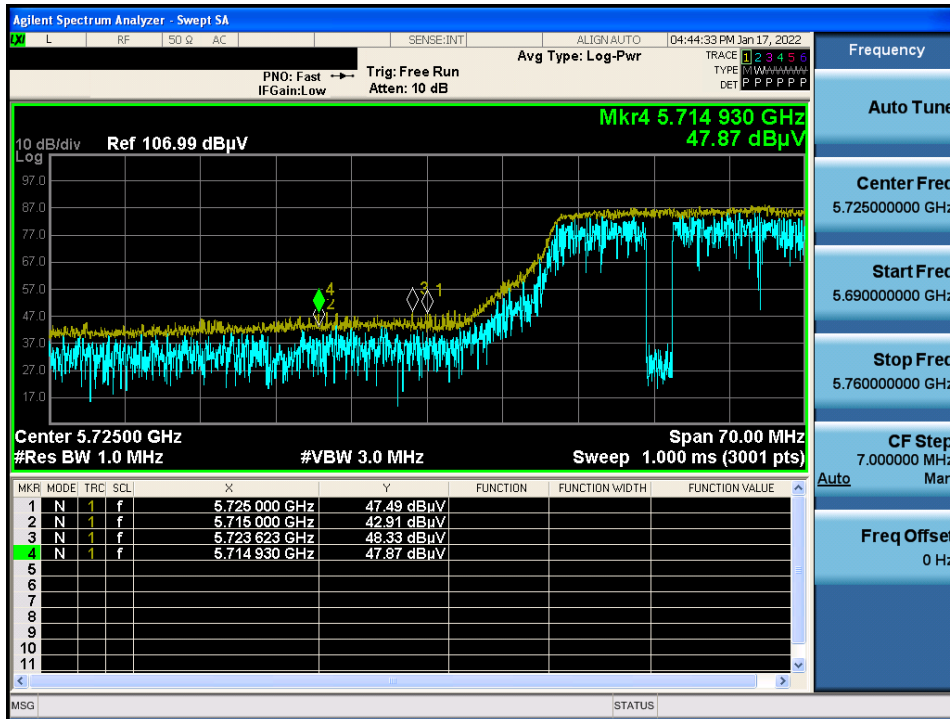 Agilent Spectrum Analyzer - Swept SA
LXI L RF 50 Ω AC SENSE:INT ALIGN AUTO 04:44:33 PM Jan 17, 2022
PNO: Fast Trig: Free Run Avg Type: Log-Pwr TRACE 1 2 3 4 5 6
IFGain:Low Atten: 10 dB TYPE M W W W W W
DET P P P P P P
Mkr4 5.714 930 GHz
47.87 dBµV
10 dB/div Ref 106.99 dBµV
Log
97.0
87.0
77.0
67.0
57.0
47.0
37.0
27.0
17.0
4
2
3
1
Center 5.72500 GHz Span 70.00 MHz
#Res BW 1.0 MHz #VBW 3.0 MHz Sweep 1.000 ms (3001 pts)
MKR MODE TRC SCL X Y FUNCTION FUNCTION WIDTH FUNCTION VALUE
1 N 1 f 5.725 000 GHz 47.49 dBµV
2 N 1 f 5.715 000 GHz 42.91 dBµV
3 N 1 f 5.723 623 GHz 48.33 dBµV
4 N 1 f 5.714 930 GHz 47.87 dBµV
5
6
7
8
9
10
11
MSG STATUS
Frequency
Auto Tune
Center Freq
5.725000000 GHz
Start Freq
5.690000000 GHz
Stop Freq
5.760000000 GHz
CF Step
7.000000 MHz
Auto Man
Freq Offset
0 Hz